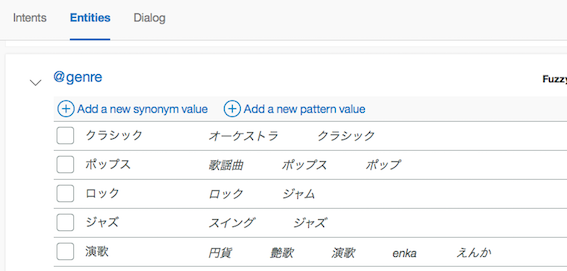 Intents Entities Dialog
@genre Fuzzy
Add a new synonym value Add a new pattern value
クラシック オーケストラ クラシック
ポップス 歌謡曲 ポップス ポップ
ロック ロック ジャム
ジャズ スイング ジャズ
演歌 円貨 艶歌 演歌 enka えんか